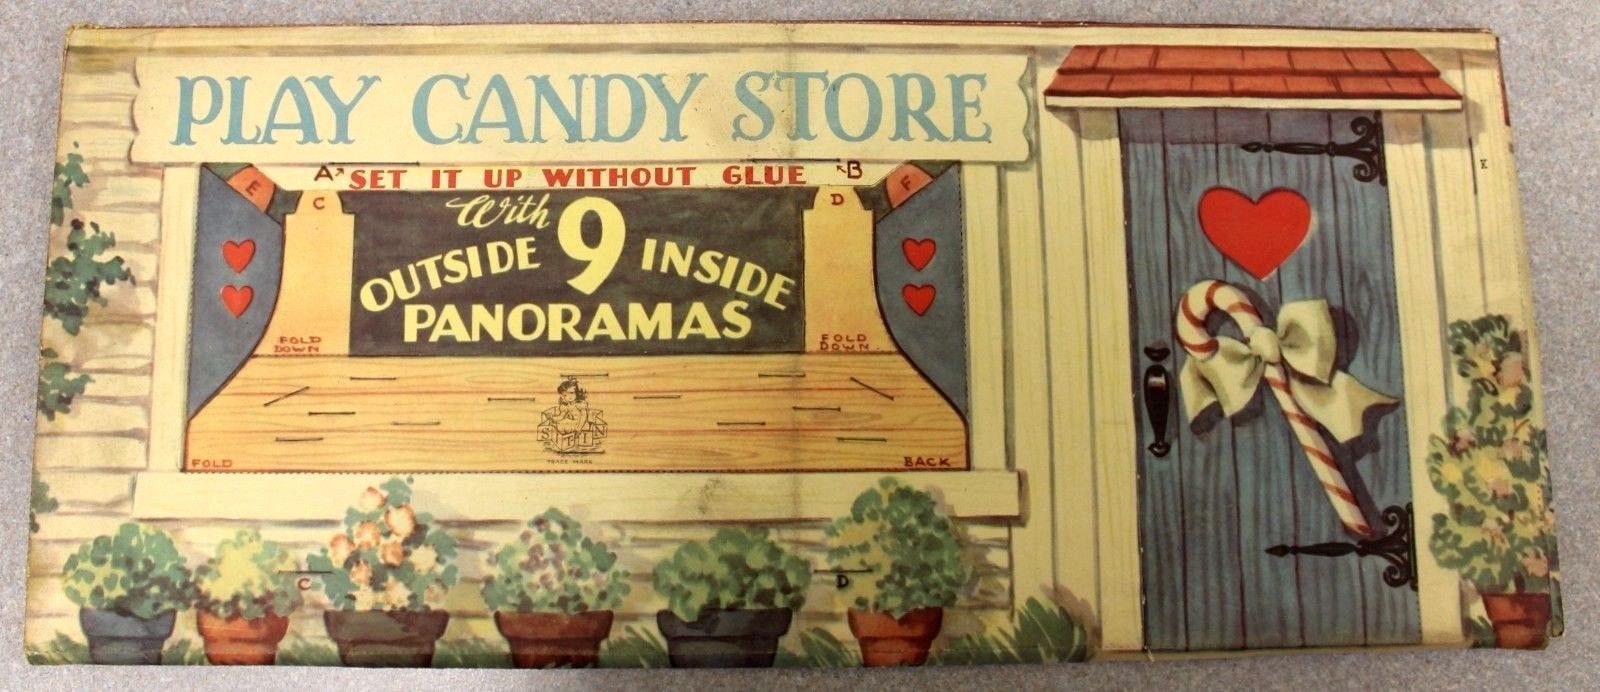 PLAY CANDY STORE
A SET IT UP WITHOUT GLUE B
E C D F
With
OUTSIDE 9 INSIDE
PANORAMAS
FOLD DOWN
FOLD DOWN.
SITIN
TRADE MARK
FOLD BACK
C D